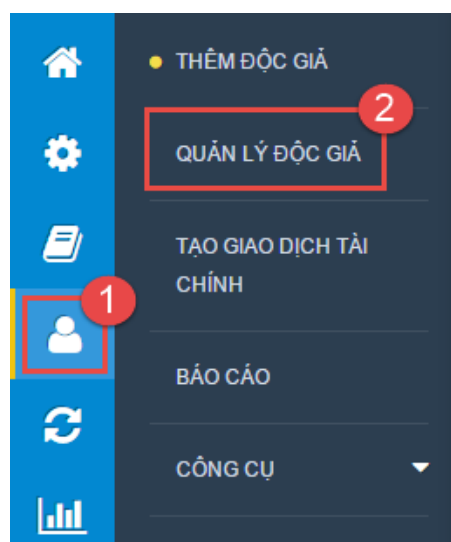 THÊM ĐỘC GIẢ
2
QUẢN LÝ ĐỘC GIẢ
TẠO GIAO DỊCH TÀI
CHÍNH
1
BÁO CÁO
CÔNG CỤ